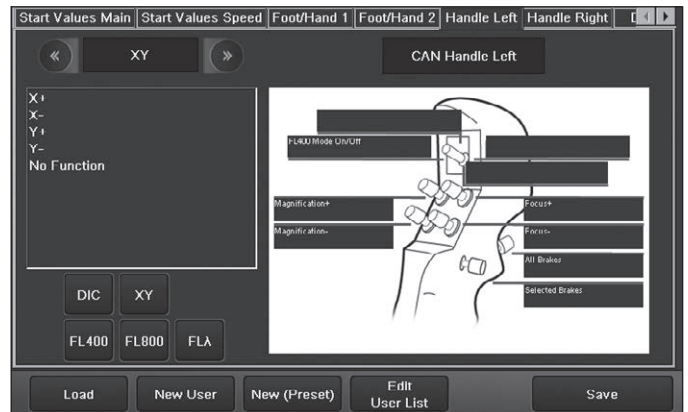 Start Values Main Start Values Speed Foot/Hand 1 Foot/Hand 2 Handle Left Handle Right
« XY »
CAN Handle Left
X+
X-
Y+
Y-
No Function
FL400 Mode On/Off
Magnification+
Focus+
Magnification-
Focus-
All Brakes
Selected Brakes
DIC XY
FL400 FL800 FLλ
Load New User New (Preset) Edit User List Save